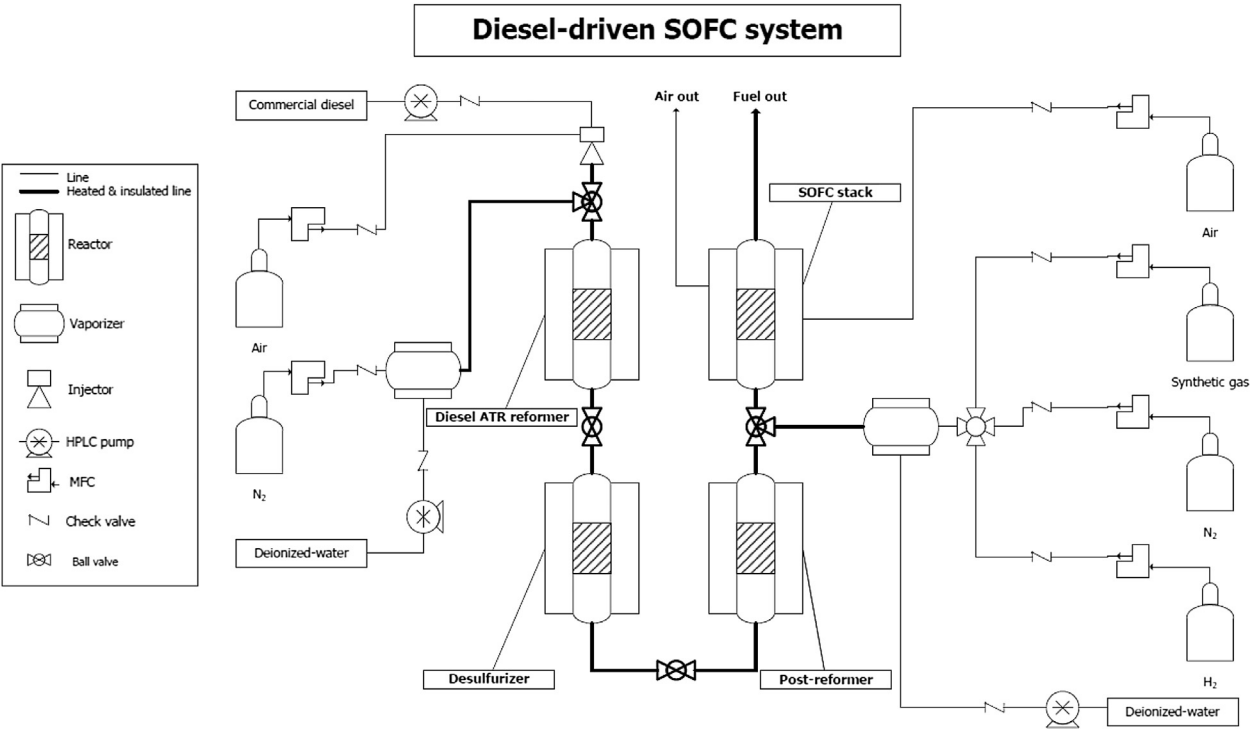 Diesel-driven SOFC system
Commercial diesel
Air out
Fuel out
Line
Heated & insulated line
Reactor
Vaporizer
Injector
HPLC pump
MFC
Check valve
Ball valve
SOFC stack
Air
Air
Synthetic gas
Diesel ATR reformer
N2
N2
Deionized-water
Desulfurizer
Post-reformer
H2
Deionized-water